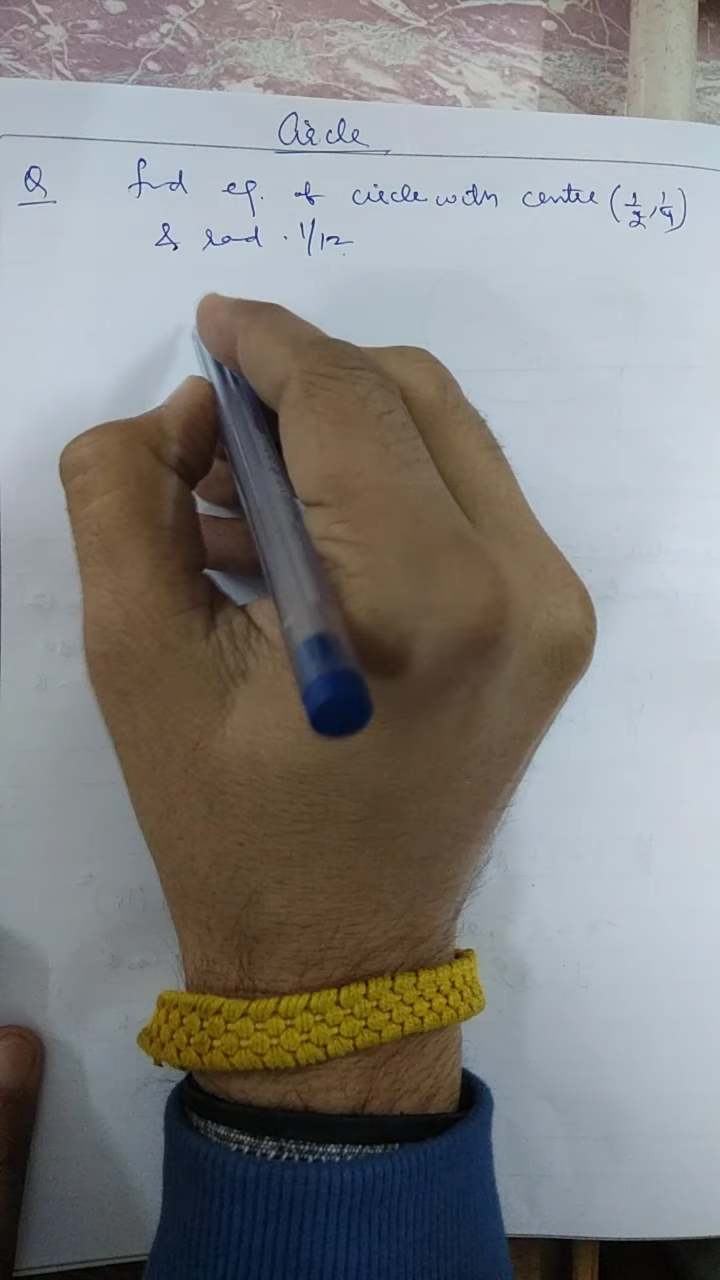 Circle
Q find eq. of circle with centre (1/2, 1/4)
& rad. 1/12